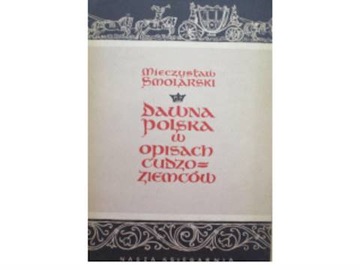 Mieczysław
Smolarski
Dawna
Polska
w
opisach
cudzo=
ziemców
NASZA KSIĘGARNIA